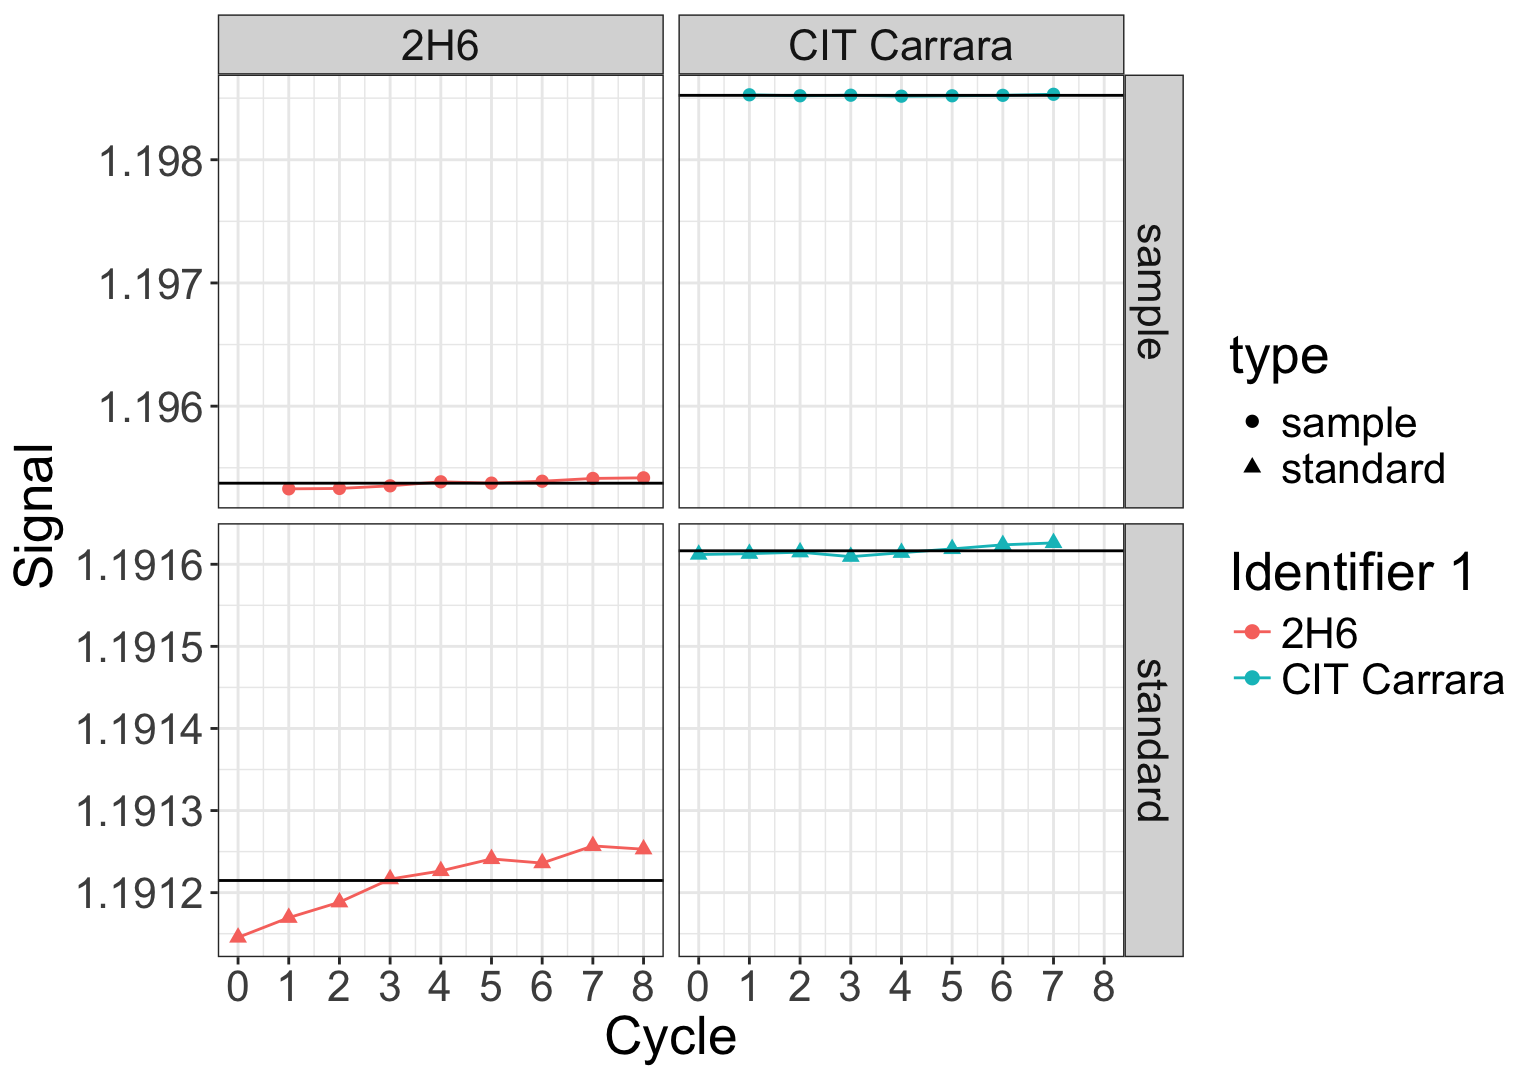 2H6
CIT Carrara
1.198
1.197
1.196
sample
Signal
1.1916
1.1915
1.1914
1.1913
1.1912
standard
0 1 2 3 4 5 6 7 8
0 1 2 3 4 5 6 7 8
Cycle
type
sample
standard
Identifier 1
2H6
CIT Carrara